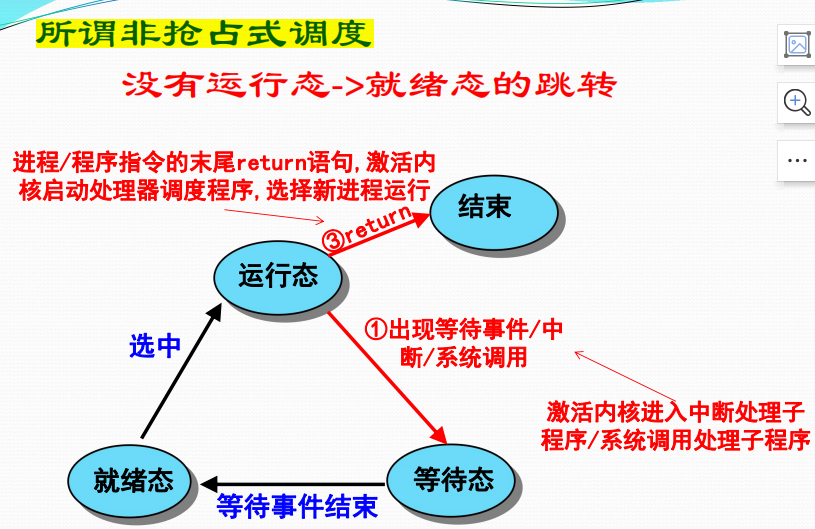 所谓非抢占式调度
没有运行态->就绪态的跳转
进程/程序指令的末尾return语句,激活内
核启动处理器调度程序,选择新进程运行
结束
③return
运行态
①出现等待事件/中
断/系统调用
选中
激活内核进入中断处理子
程序/系统调用处理子程序
就绪态
等待态
等待事件结束